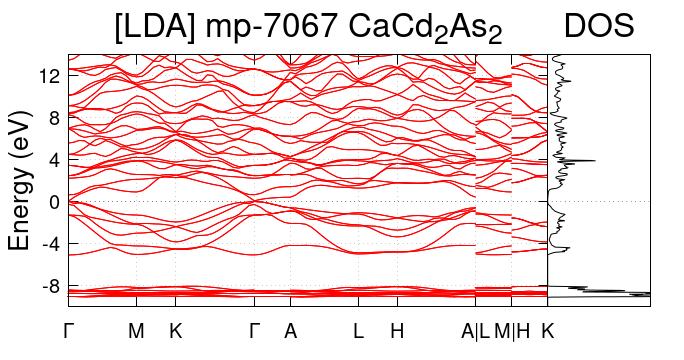 [LDA] mp-7067 CaCd₂As₂ DOS
Energy (eV)
12
8
4
0
-4
-8
Γ M K Γ A L H A|L M|H K